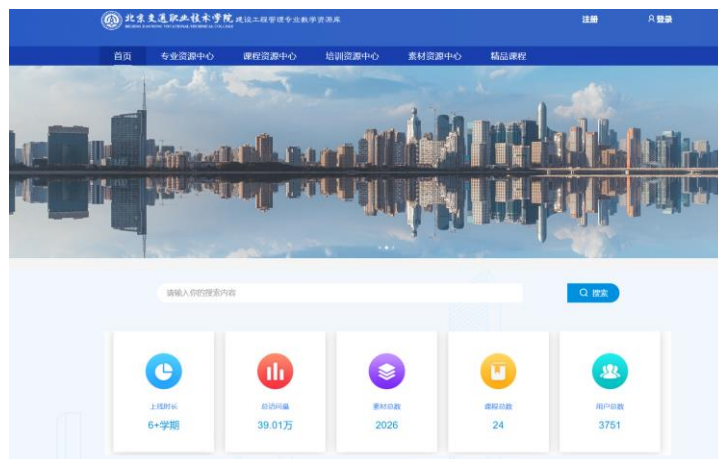 北京交通职业技术学院 建设工程管理专业教学资源库
注册
登录
首页 专业资源中心 课程资源中心 培训资源中心 素材资源中心 精品课程
请输入你的搜索内容
搜索
上线时长 总访问量 素材总数 课程总数 用户总数
6+学期 39.01万 2026 24 3751